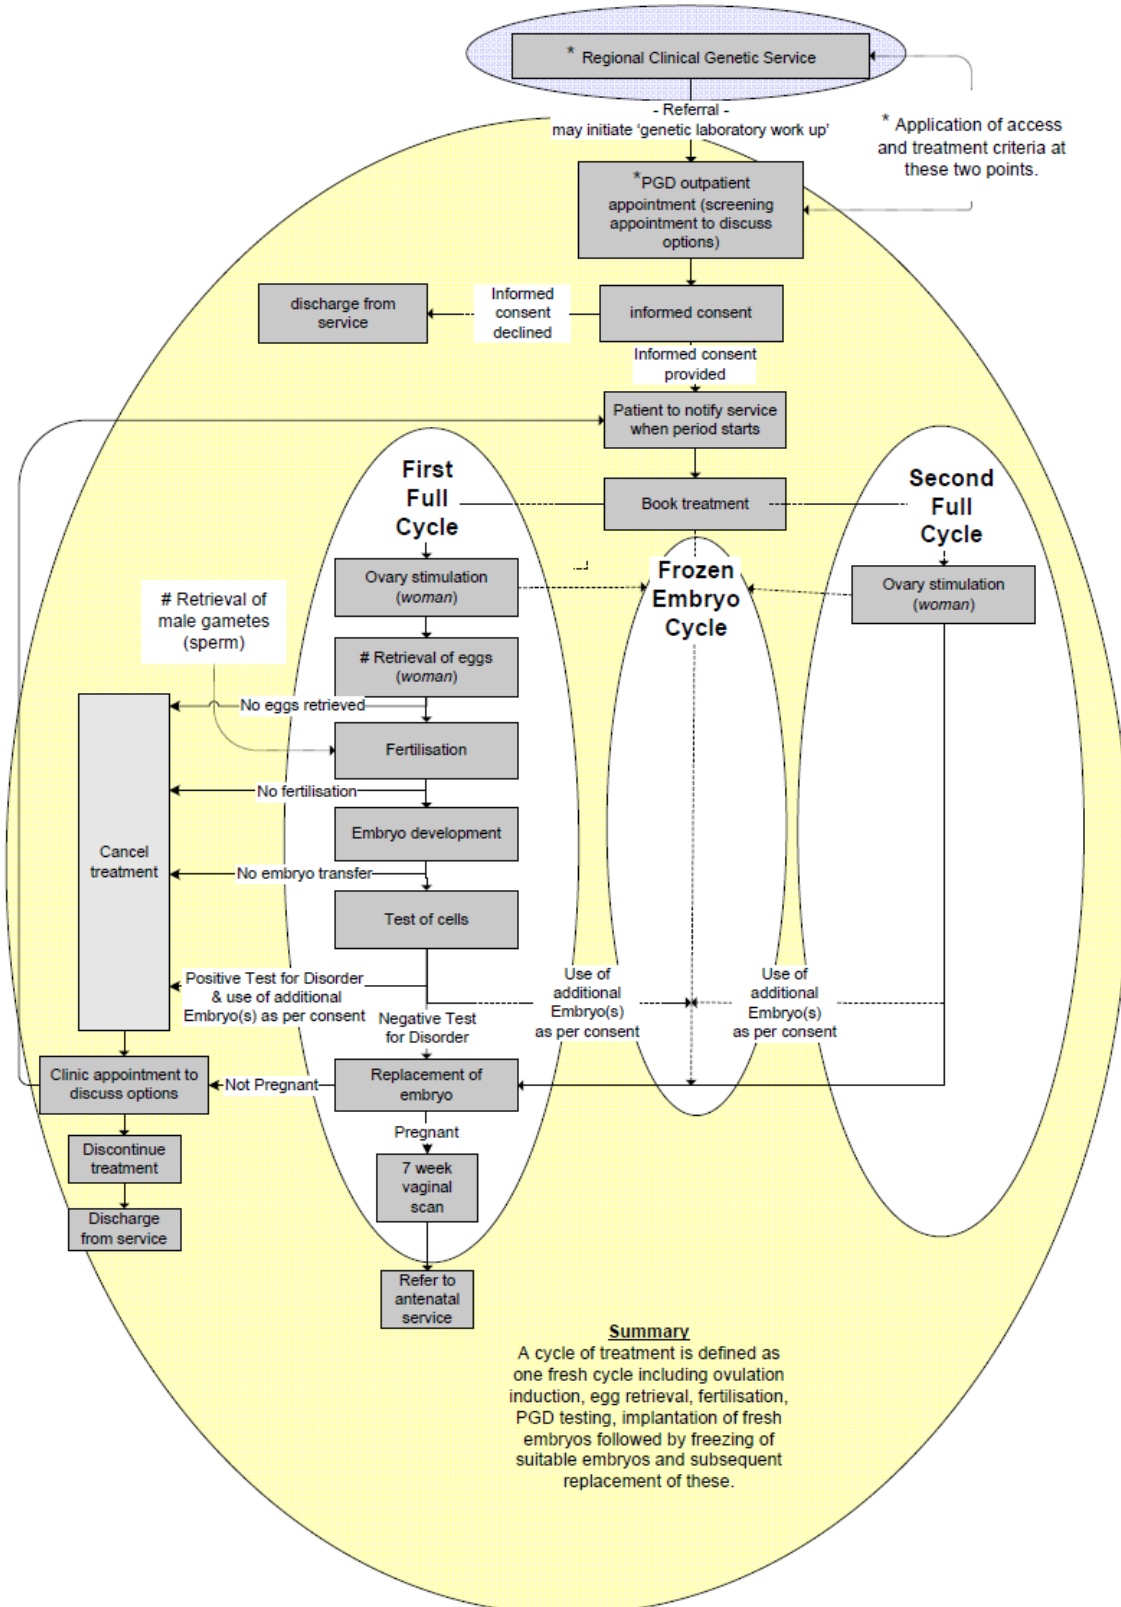 * Regional Clinical Genetic Service
- Referral -
may initiate 'genetic laboratory work up'
* Application of access
and treatment criteria at
these two points.
*PGD outpatient
appointment (screening
appointment to discuss
options)
discharge from
service
Informed
consent
declined
informed consent
Informed consent
provided
Patient to notify service
when period starts
First
Full
Cycle
Book treatment
Second
Full
Cycle
Ovary stimulation
(woman)
Frozen
Embryo
Cycle
Ovary stimulation
(woman)
# Retrieval of
male gametes
(sperm)
# Retrieval of eggs
(woman)
No eggs retrieved
Fertilisation
No fertilisation
Embryo development
Cancel
treatment
No embryo transfer
Test of cells
Positive Test for Disorder
& use of additional
Embryo(s) as per consent
Use of
additional
Embryo(s)
as per consent
Use of
additional
Embryo(s)
as per consent
Negative Test
for Disorder
Clinic appointment to
discuss options
Not Pregnant
Replacement of
embryo
Pregnant
Discontinue
treatment
7 week
vaginal
scan
Discharge
from service
Refer to
antenatal
service
Summary
A cycle of treatment is defined as
one fresh cycle including ovulation
induction, egg retrieval, fertilisation,
PGD testing, implantation of fresh
embryos followed by freezing of
suitable embryos and subsequent
replacement of these.